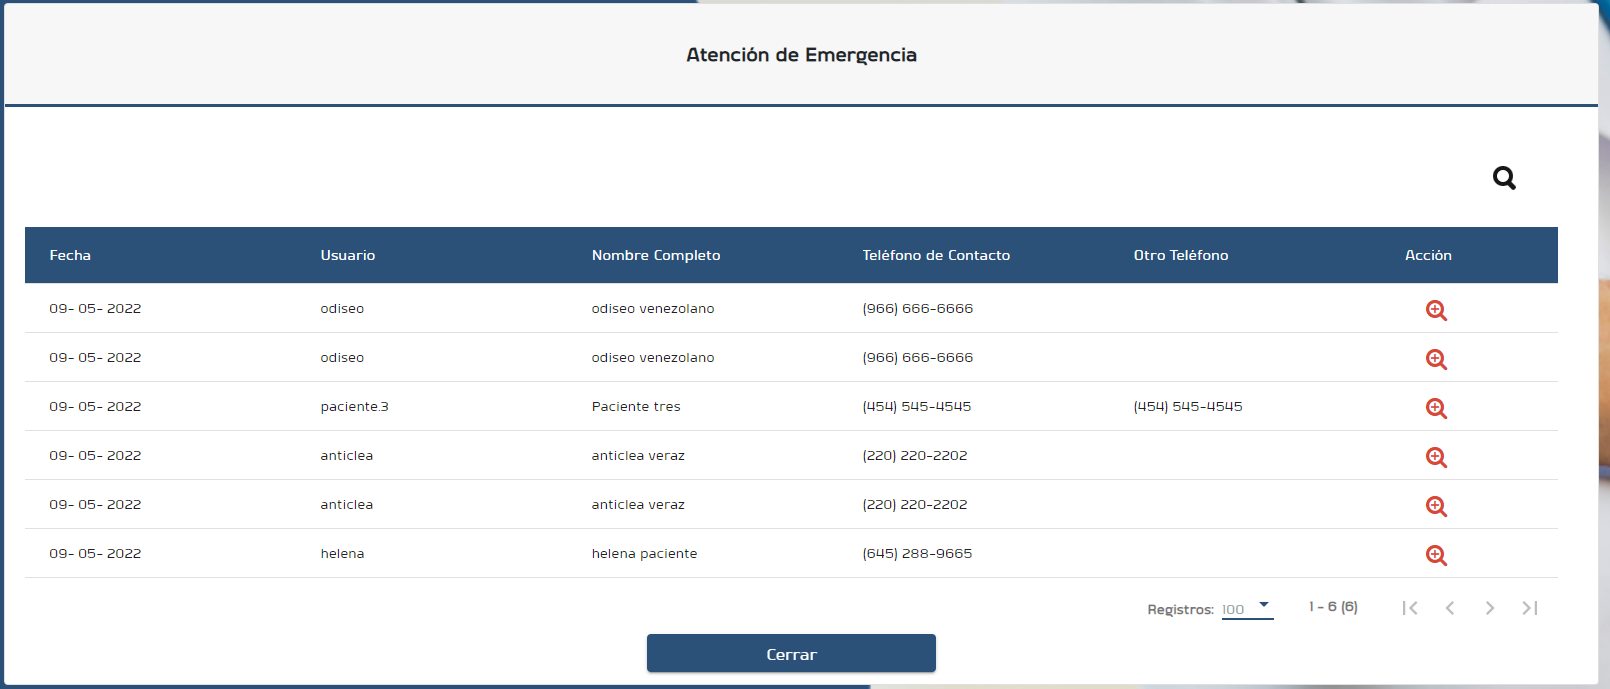 Atención de Emergencia
Fecha Usuario Nombre Completo Teléfono de Contacto Otro Teléfono Acción
09- 05- 2022 odiseo odiseo venezolano (966) 666-6666
09- 05- 2022 odiseo odiseo venezolano (966) 666-6666
09- 05- 2022 paciente.3 Paciente tres (454) 545-4545 (454) 545-4545
09- 05- 2022 anticlea anticlea veraz (220) 220-2202
09- 05- 2022 anticlea anticlea veraz (220) 220-2202
09- 05- 2022 helena helena paciente (645) 288-9665
Registros: 100 1 - 6 (6)
Cerrar